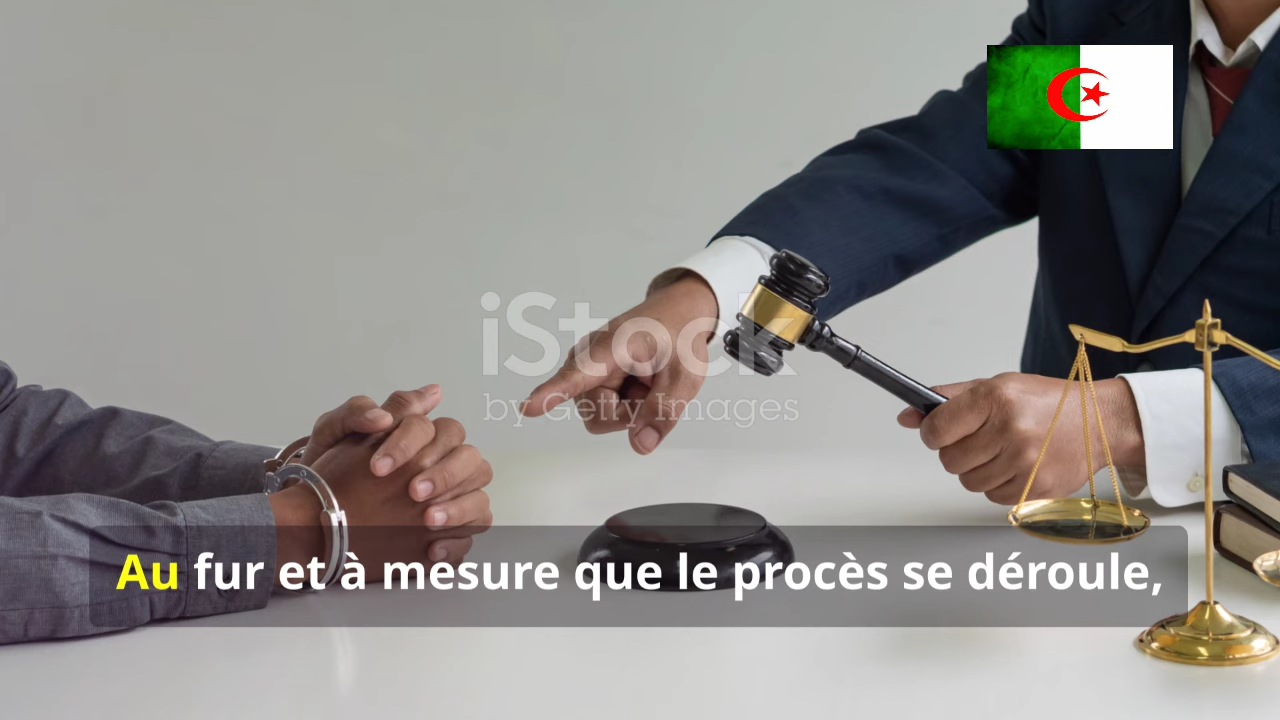 iStock
by Getty Images
Au fur et à mesure que le procès se déroule,